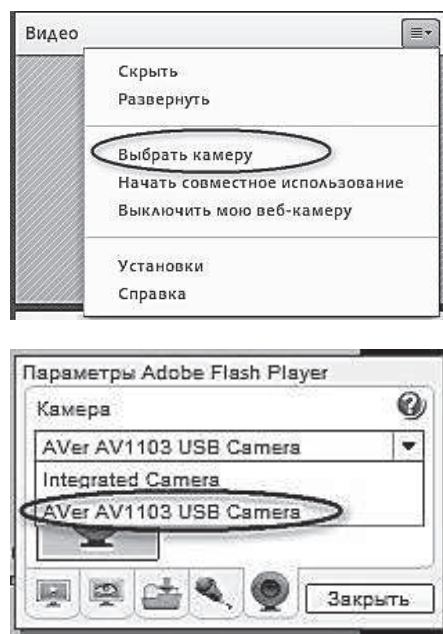 Видео
Скрыть
Развернуть
Выбрать камеру
Начать совместное использование
Выключить мою веб-камеру
Установки
Справка
Параметры Adobe Flash Player
Камера
AVer AV1103 USB Camera
Integrated Camera
AVer AV1103 USB Camera
Закрыть